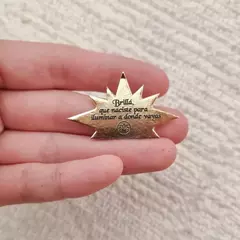 Brilla,
que naciste para
iluminar a donde vayas